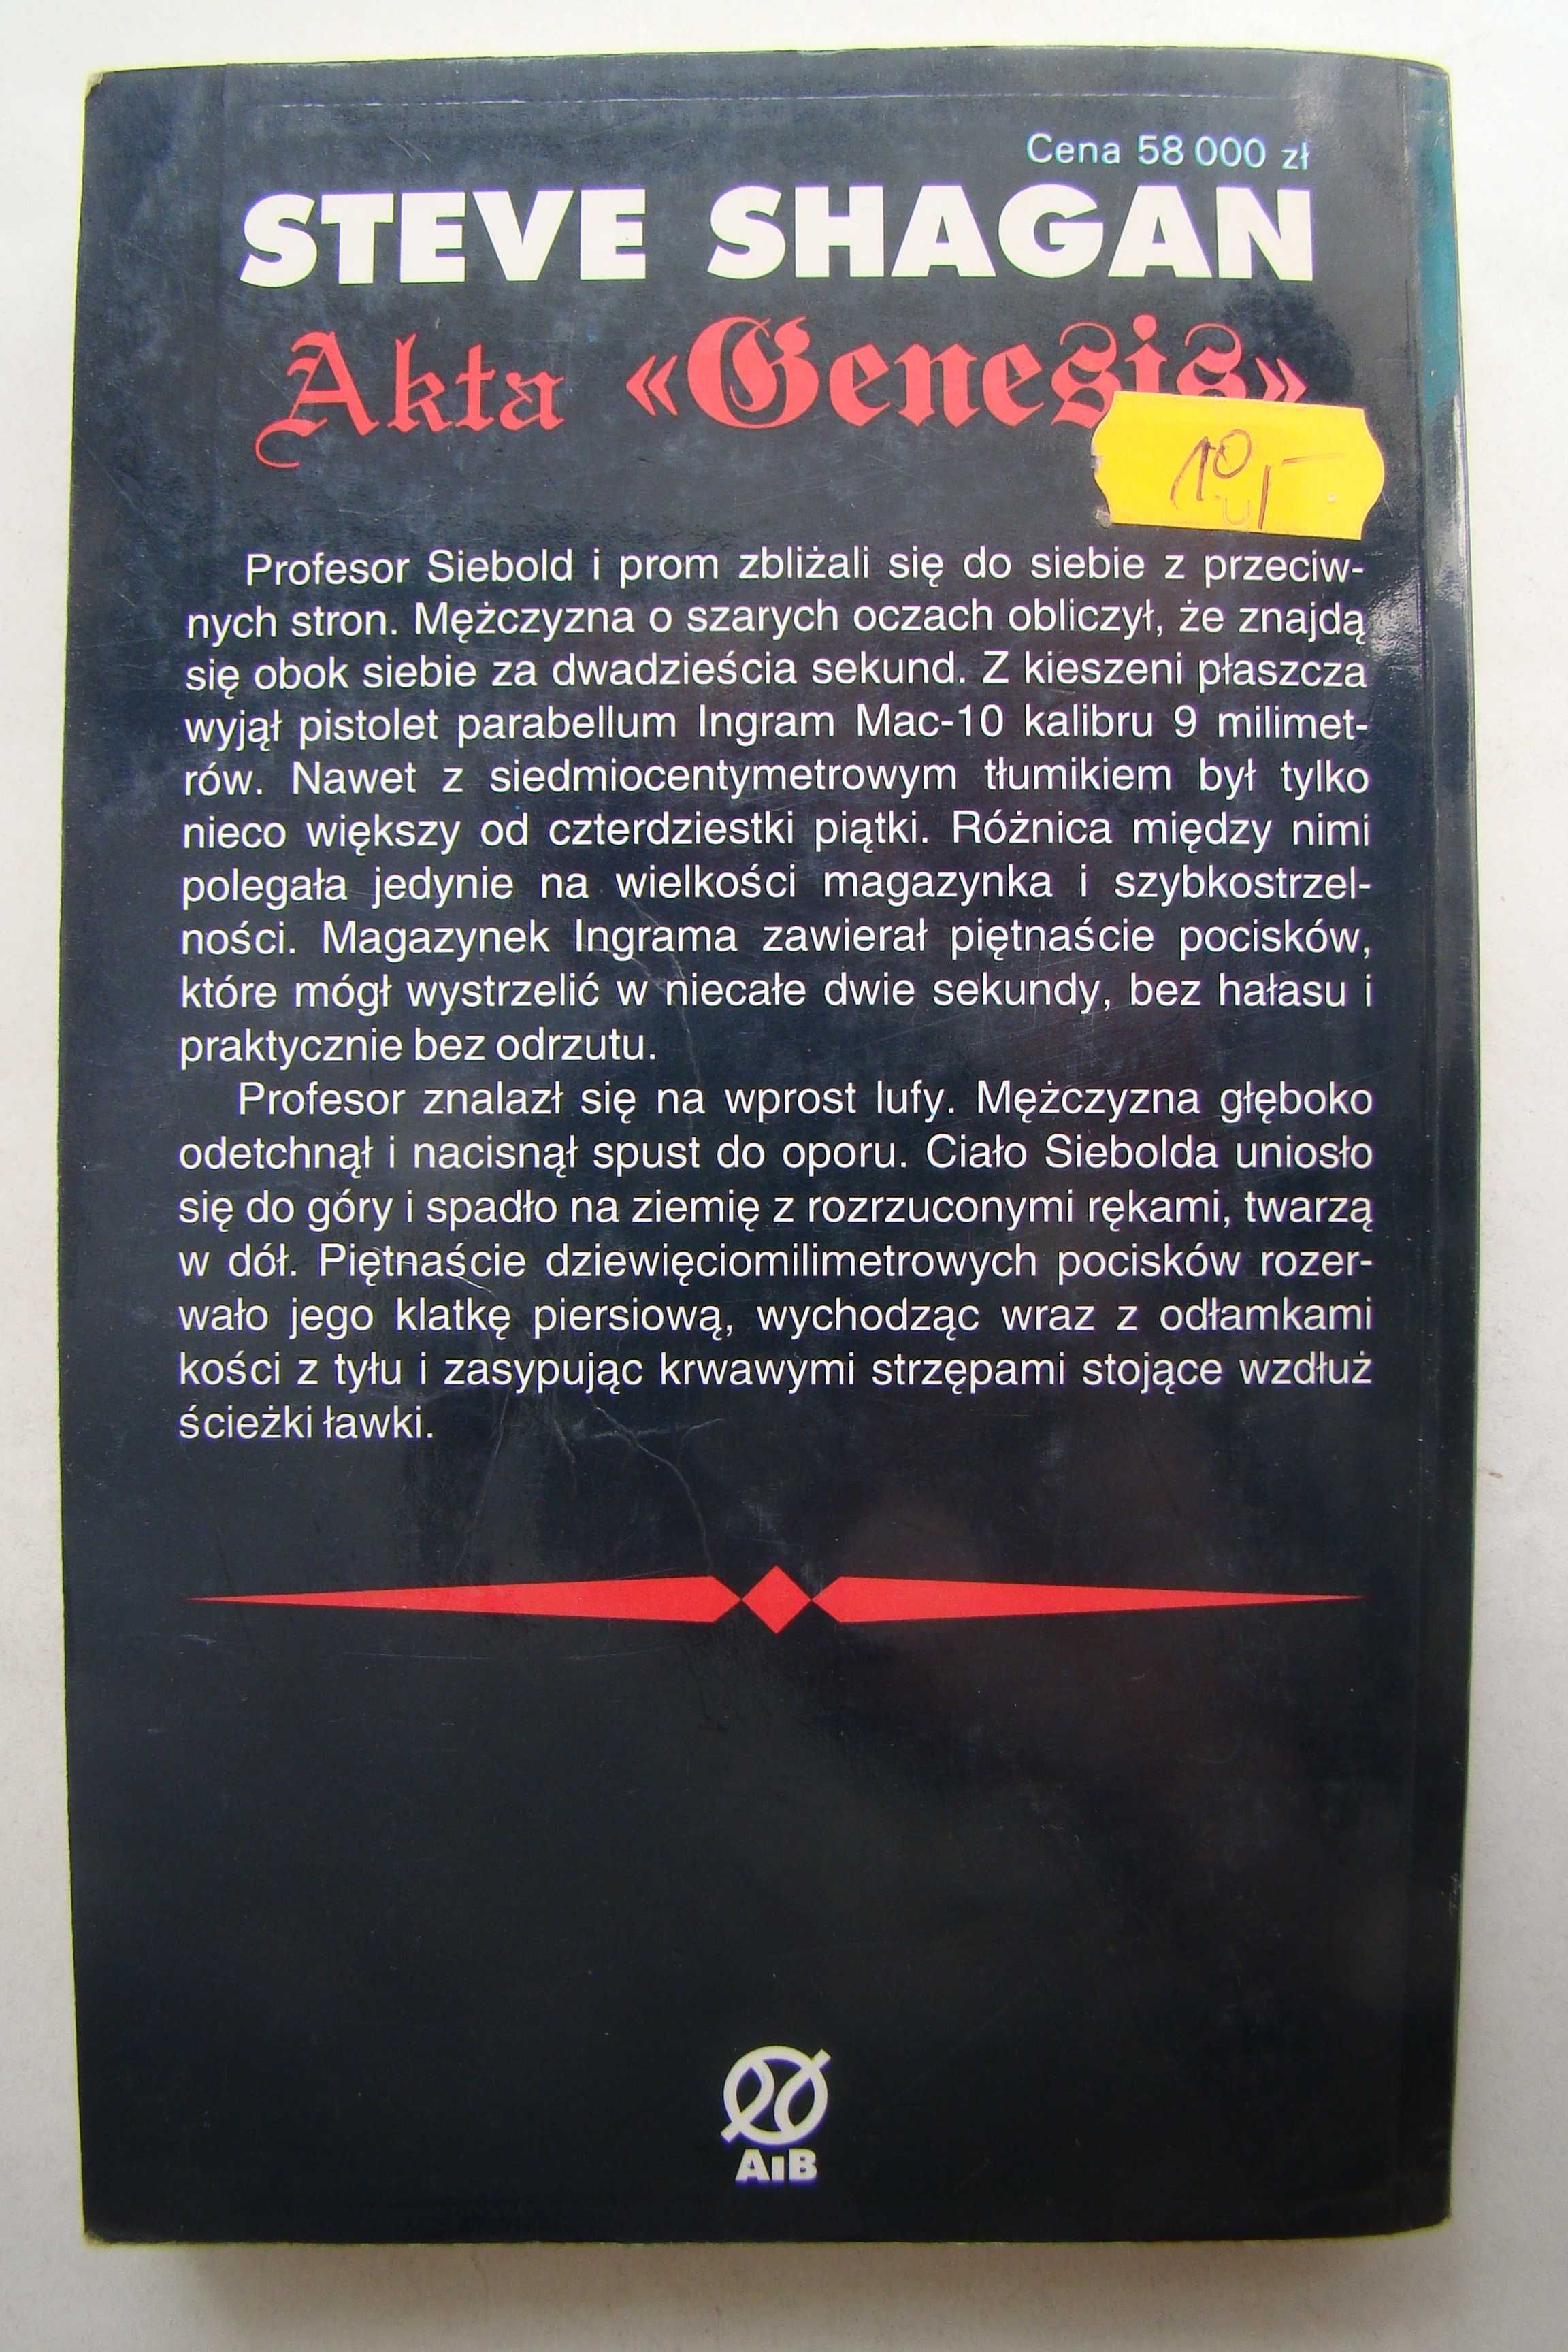 Cena 58 000 zł
STEVE SHAGAN
Akta «Genesis»
10,-
Profesor Siebold i prom zbliżali się do siebie z przeciw-
nych stron. Mężczyzna o szarych oczach obliczył, że znajdą
się obok siebie za dwadzieścia sekund. Z kieszeni płaszcza
wyjął pistolet parabellum Ingram Mac-10 kalibru 9 milimet-
rów. Nawet z siedmiocentymetrowym tłumikiem był tylko
nieco większy od czterdziestki piątki. Różnica między nimi
polegała jedynie na wielkości magazynka i szybkostrzel-
ności. Magazynek Ingrama zawierał piętnaście pocisków,
które mógł wystrzelić w niecałe dwie sekundy, bez hałasu i
praktycznie bez odrzutu.
Profesor znalazł się na wprost lufy. Mężczyzna głęboko
odetchnął i nacisnął spust do oporu. Ciało Siebolda uniosło
się do góry i spadło na ziemię z rozrzuconymi rękami, twarzą
w dół. Piętnaście dziewięciomilimetrowych pocisków rozer-
wało jego klatkę piersiową, wychodząc wraz z odłamkami
kości z tyłu i zasypując krwawymi strzępami stojące wzdłuż
ścieżki ławki.
AiB